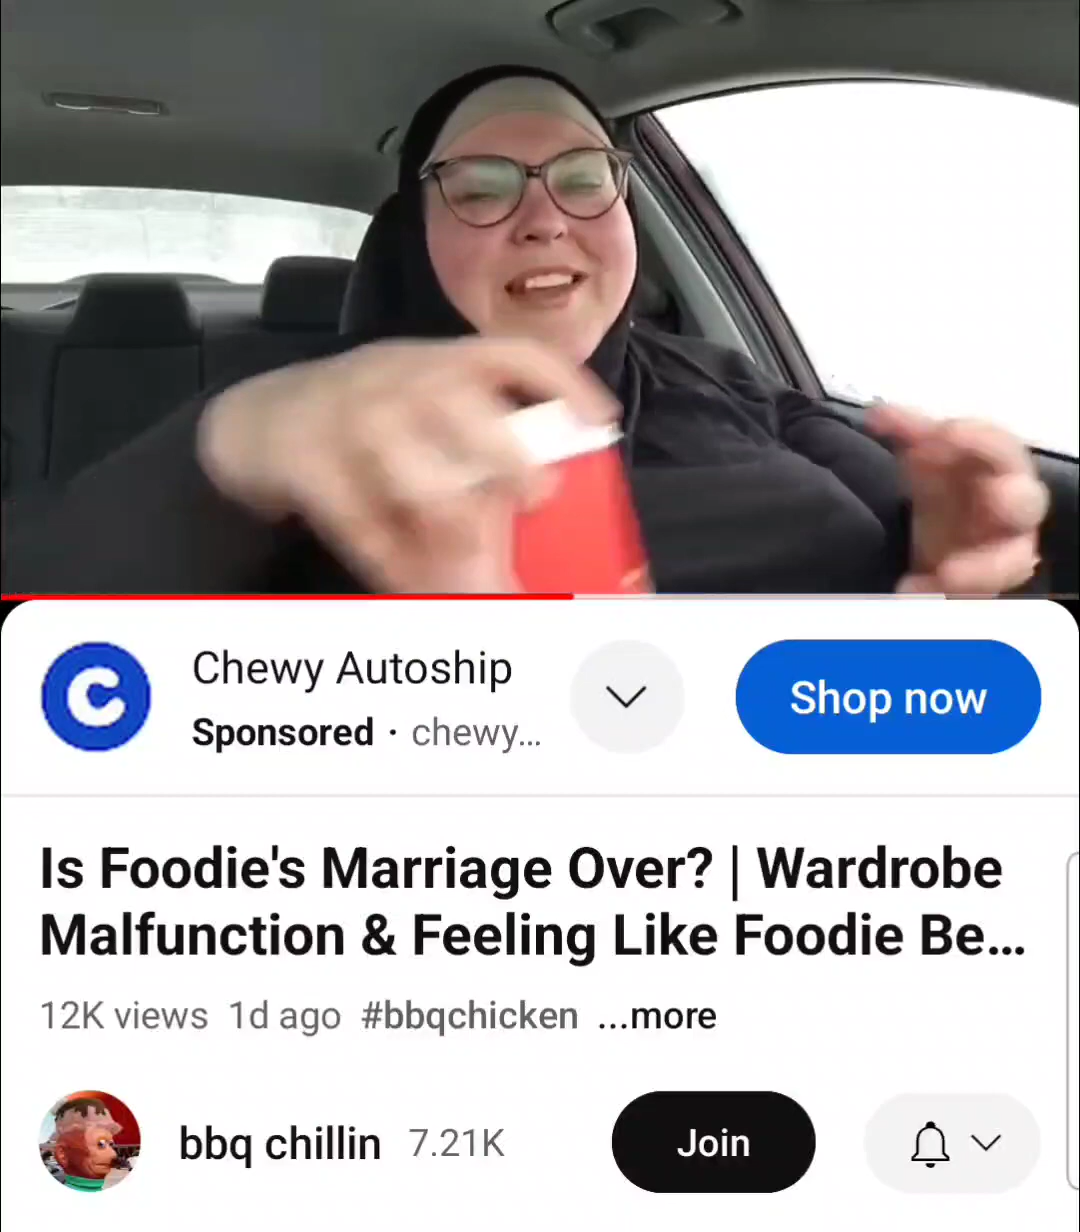 Chewy Autoship
Sponsored · chewy...
Shop now
Is Foodie's Marriage Over? | Wardrobe
Malfunction & Feeling Like Foodie Be...
12K views 1d ago #bbqchicken ...more
bbq chillin 7.21K
Join